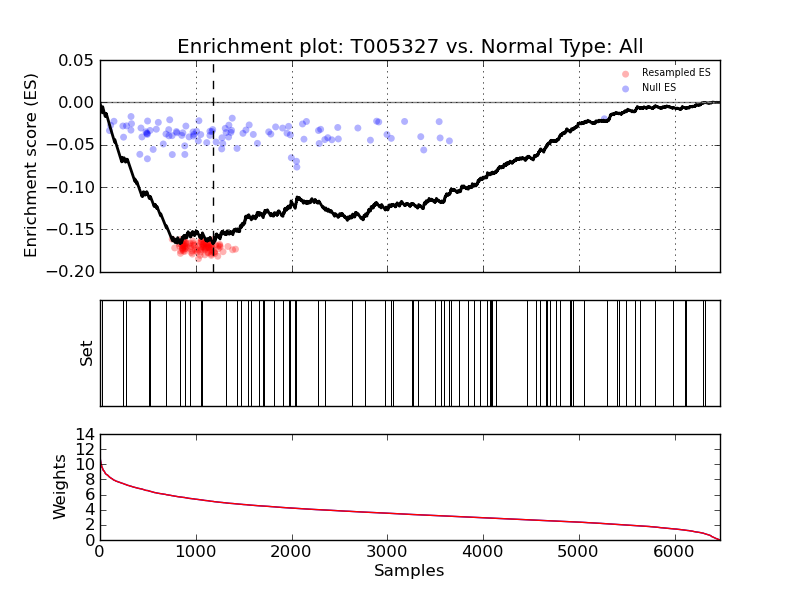 Enrichment plot: T005327 vs. Normal Type: All
Enrichment score (ES)
0.05
0.00
−0.05
−0.10
−0.15
−0.20
Resampled ES
Null ES
Set
Weights
14
12
10
8
6
4
2
0
0 1000 2000 3000 4000 5000 6000
Samples